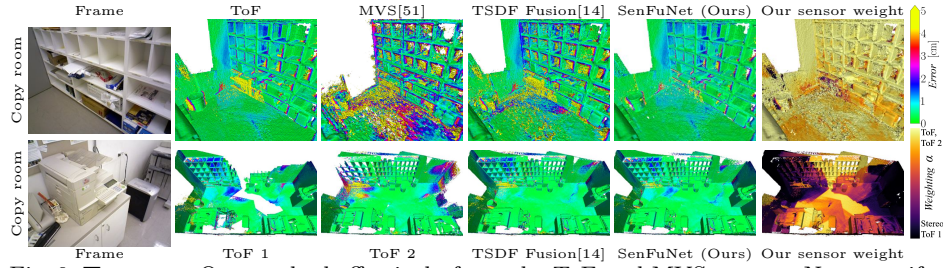 Frame ToF MVS[51] TSDF Fusion[14] SenFuNet (Ours) Our sensor weight
Copy room
5
4
3
2
1
0
Error [cm]
ToF,
ToF 2
Weighting α
Stereo
ToF 1
Copy room
Frame ToF 1 ToF 2 TSDF Fusion[14] SenFuNet (Ours) Our sensor weight